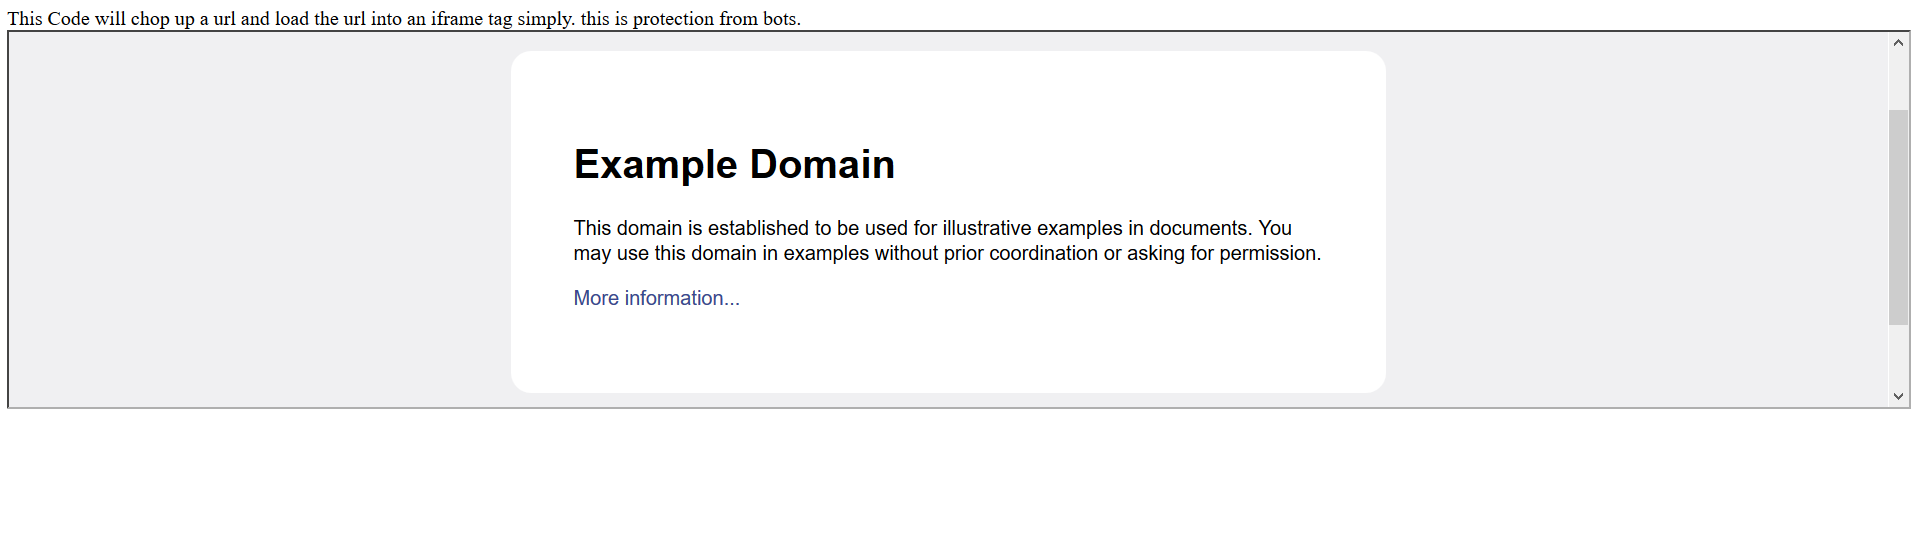 This Code will chop up a url and load the url into an iframe tag simply. this is protection from bots.
Example Domain
This domain is established to be used for illustrative examples in documents. You
may use this domain in examples without prior coordination or asking for permission.
More information...